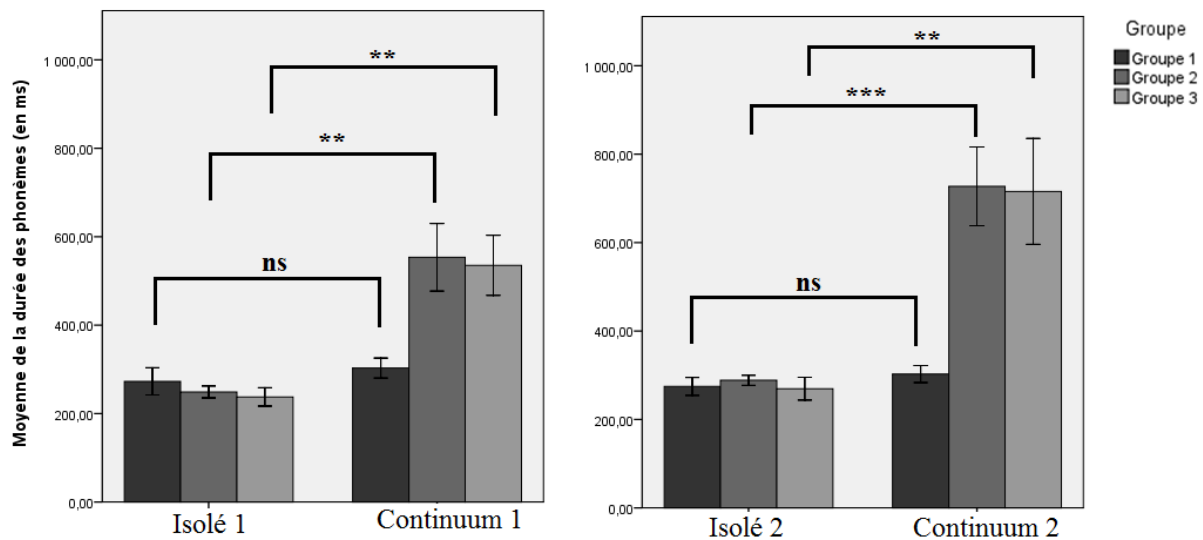 Moyenne de la durée des phonèmes (en ms)
1 000,00
800,00
600,00
400,00
200,00
0,00
**
**
ns
Isolé 1
Continuum 1
1 000,00
800,00
600,00
400,00
200,00
0,00
**
***
ns
Isolé 2
Continuum 2
Groupe
Groupe 1
Groupe 2
Groupe 3